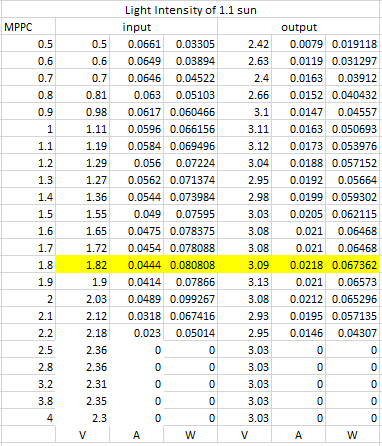 Light Intensity of 1.1 sun
MPPC input output
0.5 0.5 0.0661 0.03305 2.42 0.0079 0.019118
0.6 0.6 0.0649 0.03894 2.63 0.0119 0.031297
0.7 0.7 0.0646 0.04522 2.4 0.0163 0.03912
0.8 0.81 0.063 0.05103 2.66 0.0152 0.040432
0.9 0.98 0.0617 0.060466 3.1 0.0147 0.04557
1 1.11 0.0596 0.066156 3.11 0.0163 0.050693
1.1 1.19 0.0584 0.069496 3.12 0.0173 0.053976
1.2 1.29 0.056 0.07224 3.04 0.0188 0.057152
1.3 1.27 0.0562 0.071374 2.95 0.0192 0.05664
1.4 1.36 0.0544 0.073984 2.98 0.0199 0.059302
1.5 1.55 0.049 0.07595 3.03 0.0205 0.062115
1.6 1.65 0.0475 0.078375 3.08 0.021 0.06468
1.7 1.72 0.0454 0.078088 3.08 0.021 0.06468
1.8 1.82 0.0444 0.080808 3.09 0.0218 0.067362
1.9 1.9 0.0414 0.07866 3.13 0.021 0.06573
2 2.03 0.0489 0.099267 3.08 0.0212 0.065296
2.1 2.12 0.0318 0.067416 2.93 0.0195 0.057135
2.2 2.18 0.023 0.05014 2.95 0.0146 0.04307
2.5 2.36 0 0 3.03 0 0
2.8 2.36 0 0 3.03 0 0
3.2 2.31 0 0 3.03 0 0
3.8 2.35 0 0 3.03 0 0
4 2.3 0 0 3.03 0 0
V A W V A W